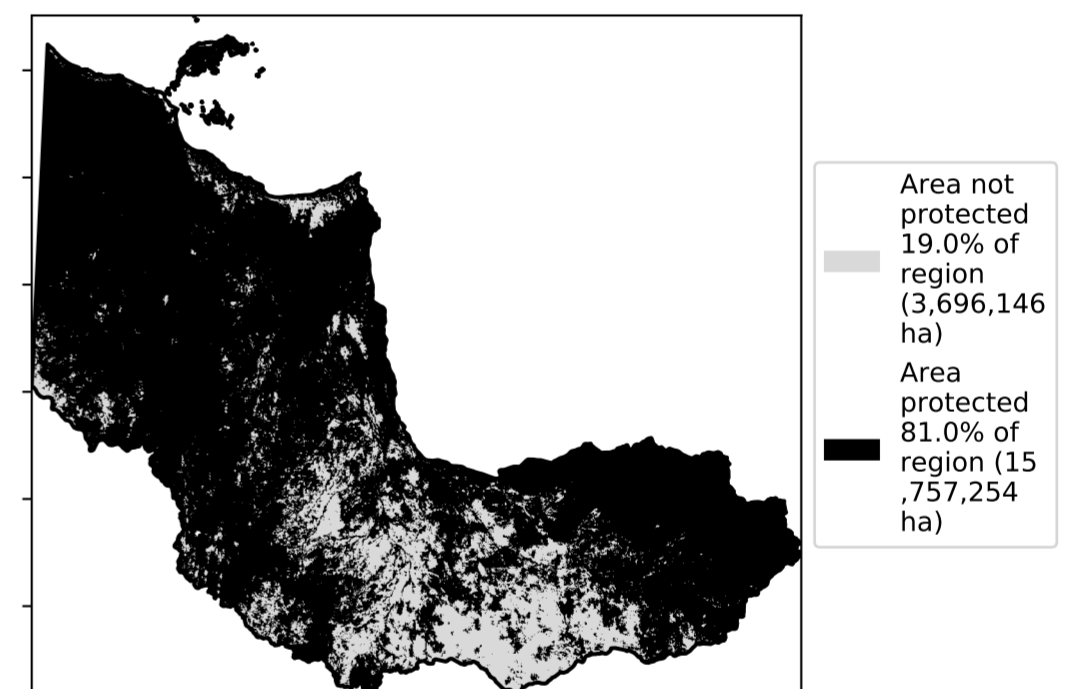 Area not
protected
19.0% of
region
(3,696,146
ha)
Area
protected
81.0% of
region (15
,757,254
ha)